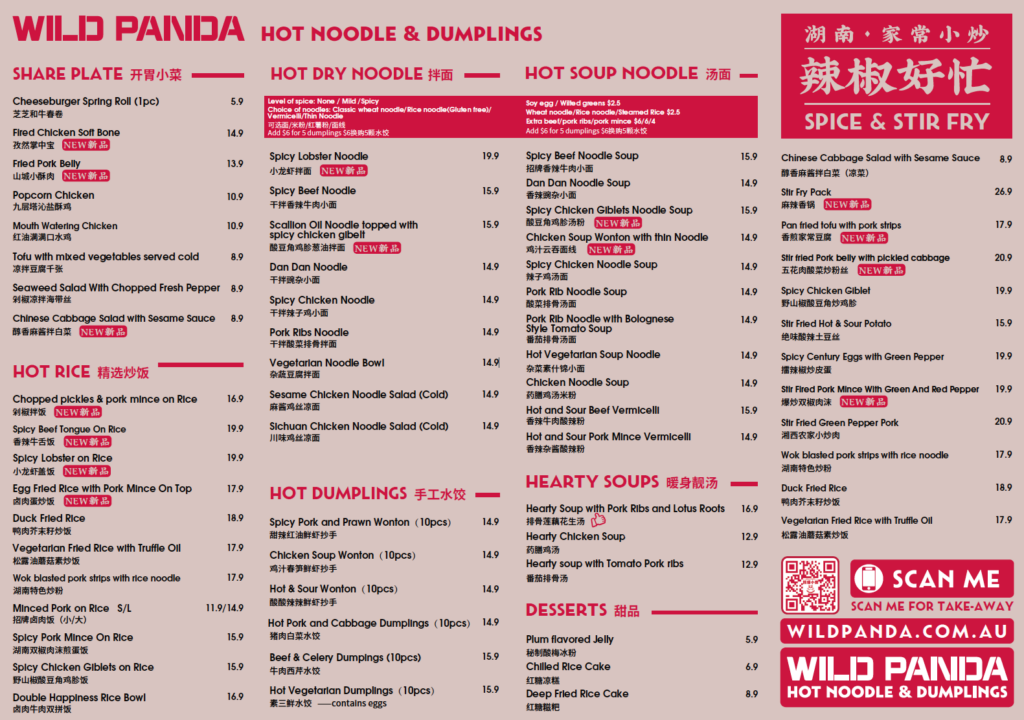 WILD PANDA HOT NOODLE & DUMPLINGS
SHARE PLATE 开胃小菜
Cheeseburger Spring Roll (1pc) 5.9
芝芝和牛春卷
Fired Chicken Soft Bone 14.9
孜然掌中宝 NEW新品
Fried Pork Belly 13.9
山城小酥肉 NEW新品
Popcorn Chicken 10.9
九层塔沁盐酥鸡
Mouth Watering Chicken 10.9
红油满满口水鸡
Tofu with mixed vegetables served cold 8.9
凉拌豆腐千张
Seaweed Salad With Chopped Fresh Pepper 8.9
剁椒凉拌海带丝
Chinese Cabbage Salad with Sesame Sauce 8.9
醇香麻酱拌白菜 NEW新品
HOT RICE 精选炒饭
Chopped pickles & pork mince on Rice 16.9
剁椒拌饭 NEW新品
Spicy Beef Tongue On Rice 19.9
香辣牛舌饭 NEW新品
Spicy Lobster on Rice 19.9
小龙虾盖饭 NEW新品
Egg Fried Rice with Pork Mince On Top 17.9
卤肉蛋炒饭 NEW新品
Duck Fried Rice 18.9
鸭肉芥末籽炒饭
Vegetarian Fried Rice with Truffle Oil 17.9
松露油蘑菇素炒饭
Wok blasted pork strips with rice noodle 17.9
湖南特色炒粉
Minced Pork on Rice S/L 11.9/14.9
招牌卤肉饭（小/大）
Spicy Pork Mince On Rice 15.9
湖南双椒肉沫煎蛋饭
Spicy Chicken Giblets on Rice 15.9
野山椒酸豆角鸡胗饭
Double Happiness Rice Bowl 16.9
卤肉牛肉双拼饭
HOT DRY NOODLE 拌面
Level of spice: None / Mild /Spicy
Choice of noodles: Classic wheat noodle/Rice noodle(Gluten free)/
Vermicelli/Thin Noodle
可选面/米粉/红薯粉/面线
Add $6 for 5 dumplings $6换购5颗水饺
Spicy Lobster Noodle 19.9
小龙虾拌面 NEW新品
Spicy Beef Noodle 15.9
干拌香辣牛肉小面
Scallion Oil Noodle topped with
spicy chicken gibelt 15.9
酸豆角鸡胗葱油拌面 NEW新品
Dan Dan Noodle 14.9
干拌豌杂小面
Spicy Chicken Noodle 14.9
干拌辣子鸡小面
Pork Ribs Noodle 14.9
干拌酸菜排骨拌面
Vegetarian Noodle Bowl 14.9
杂蔬豆腐拌面
Sesame Chicken Noodle Salad (Cold) 14.9
麻酱鸡丝凉面
Sichuan Chicken Noodle Salad (Cold) 14.9
川味鸡丝凉面
HOT DUMPLINGS 手工水饺
Spicy Pork and Prawn Wonton（10pcs） 14.9
甜辣红油鲜虾抄手
Chicken Soup Wonton（10pcs） 14.9
鸡汁春笋鲜虾抄手
Hot & Sour Wonton（10pcs） 14.9
酸酸辣辣鲜虾抄手
Hot Pork and Cabbage Dumplings（10pcs） 14.9
猪肉白菜水饺
Beef & Celery Dumpings (10pcs) 15.9
牛肉西芹水饺
Hot Vegetarian Dumplings（10pcs） 15.9
素三鲜水饺 ——contains eggs
HOT SOUP NOODLE 汤面
Soy egg / Wilted greens $2.5
Wheat noodle/Rice noodle/Steamed Rice $2.5
Extra beef/pork ribs/pork mince $6/6/4
Add $6 for 5 dumplings $6换购5颗水饺
Spicy Beef Noodle Soup 15.9
招牌香辣牛肉小面
Dan Dan Noodle Soup 14.9
香辣豌杂小面
Spicy Chicken Giblets Noodle Soup 15.9
酸豆角鸡胗汤粉 NEW新品
Chicken Soup Wonton with thin Noodle 14.9
鸡汁云吞面线 NEW新品
Spicy Chicken Noodle Soup 14.9
辣子鸡汤面
Pork Rib Noodle Soup 14.9
酸菜排骨汤面
Pork Rib Noodle with Bolognese 14.9
Style Tomato Soup
番茄排骨汤面
Hot Vegetarian Soup Noodle 14.9
杂菜素什锦小面
Chicken Noodle Soup 14.9
药膳鸡汤米粉
Hot and Sour Beef Vermicelli 15.9
香辣牛肉酸辣粉
Hot and Sour Pork Mince Vermicelli 14.9
香辣杂酱酸辣粉
HEARTY SOUPS 暖身靓汤
Hearty Soup with Pork Ribs and Lotus Roots 16.9
排骨莲藕花生汤
Hearty Chicken Soup 12.9
药膳鸡汤
Hearty soup with Tomato Pork ribs 12.9
番茄排骨汤
DESSERTS 甜品
Plum flavored Jelly 5.9
秘制酸梅冰粉
Chilled Rice Cake 6.9
红糖凉糕
Deep Fried Rice Cake 8.9
红糖糍粑
湖南·家常小炒
辣椒好忙
SPICE & STIR FRY
Chinese Cabbage Salad with Sesame Sauce 8.9
醇香麻酱拌白菜（凉菜）
Stir Fry Pack 26.9
麻辣香锅 NEW新品
Pan fried tofu with pork strips 17.9
香煎家常豆腐 NEW新品
Stir fried Pork belly with pickled cabbage 20.9
五花肉酸菜炒粉丝 NEW新品
Spicy Chicken Giblet 19.9
野山椒酸豆角炒鸡胗
Stir Fried Hot & Sour Potato 15.9
绝味酸辣土豆丝
Spicy Century Eggs with Green Pepper 19.9
擂辣椒炒皮蛋
Stir Fired Pork Mince With Green And Red Pepper 19.9
爆炒双椒肉沫 NEW新品
Stir Fried Green Pepper Pork 20.9
湘西农家小炒肉
Wok blasted pork strips with rice noodle 17.9
湖南特色炒粉
Duck Fried Rice 18.9
鸭肉芥末籽炒饭
Vegetarian Fried Rice with Truffle Oil 17.9
松露油蘑菇素炒饭
SCAN ME
SCAN ME FOR TAKE-AWAY
WILDPANDA.COM.AU
WILD PANDA
HOT NOODLE & DUMPLINGS